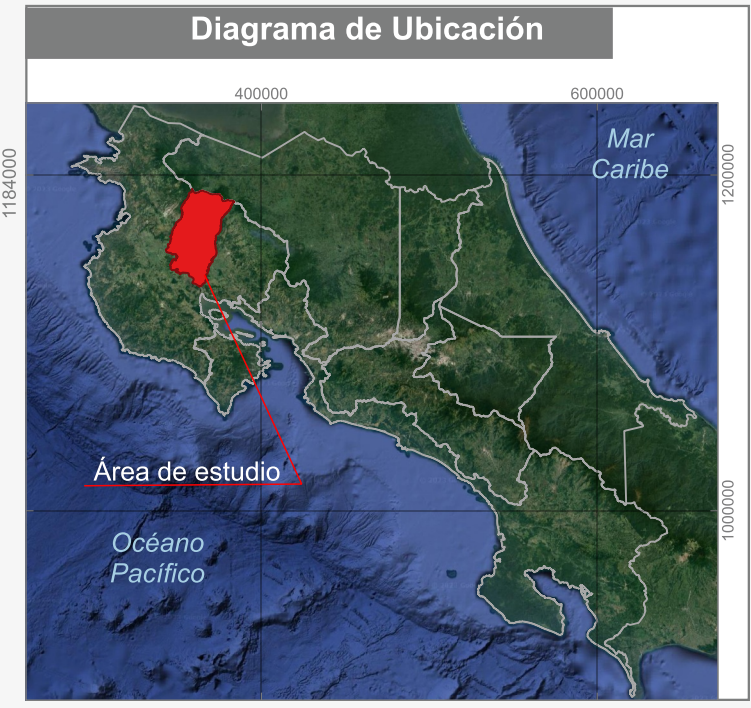 Diagrama de Ubicación
400000
600000
1184000
1200000
Mar
Caribe
Área de estudio
1000000
Océano
Pacífico